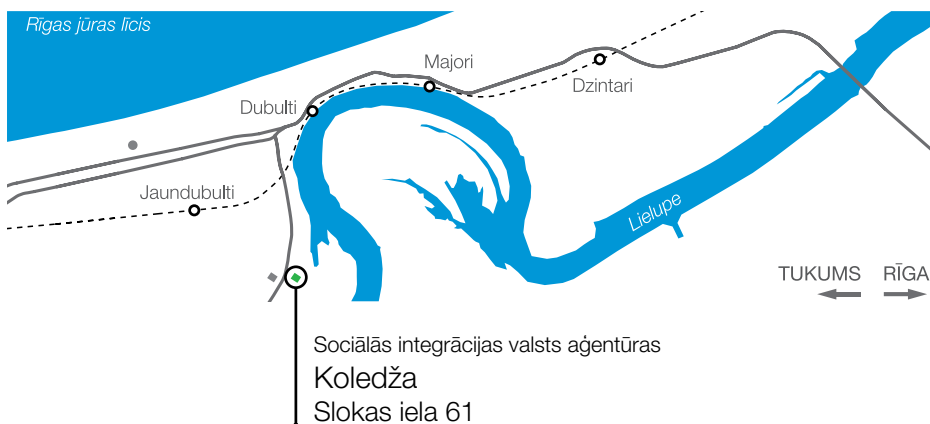 Rīgas jūras līcis
Majori
Dzintari
Dubulti
Jaundubulti
Lielupe
TUKUMS RĪGA
Sociālās integrācijas valsts aģentūras
Koledža
Slokas iela 61